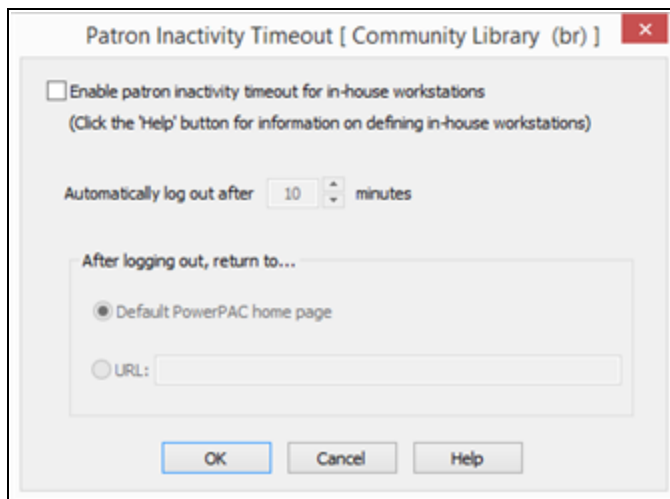 Patron Inactivity Timeout [ Community Library (br) ]
Enable patron inactivity timeout for in-house workstations
(Click the 'Help' button for information on defining in-house workstations)
Automatically log out after 10 minutes
After logging out, return to...
Default PowerPAC home page
URL:
OK Cancel Help